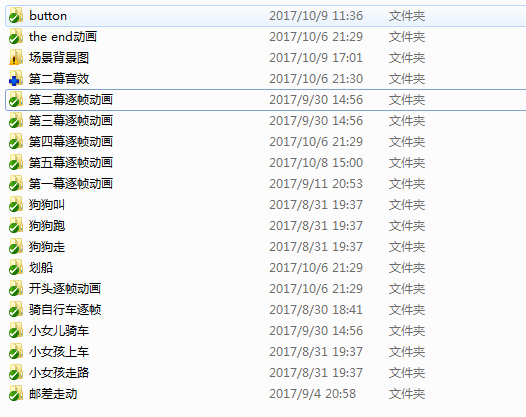 button 2017/10/9 11:36 文件夹
the end动画 2017/10/6 21:29 文件夹
场景背景图 2017/10/9 17:01 文件夹
第二幕音效 2017/10/6 21:30 文件夹
第二幕逐帧动画 2017/9/30 14:56 文件夹
第三幕逐帧动画 2017/9/30 14:56 文件夹
第四幕逐帧动画 2017/10/6 21:29 文件夹
第五幕逐帧动画 2017/10/8 15:00 文件夹
第一幕逐帧动画 2017/9/11 20:53 文件夹
狗狗叫 2017/8/31 19:37 文件夹
狗狗跑 2017/8/31 19:37 文件夹
狗狗走 2017/8/31 19:37 文件夹
划船 2017/10/6 21:29 文件夹
开头逐帧动画 2017/10/6 21:29 文件夹
骑自行车逐帧 2017/8/30 18:41 文件夹
小女儿骑车 2017/9/30 14:56 文件夹
小女孩上车 2017/8/31 19:37 文件夹
小女孩走路 2017/8/31 19:37 文件夹
邮差走动 2017/9/4 20:58 文件夹